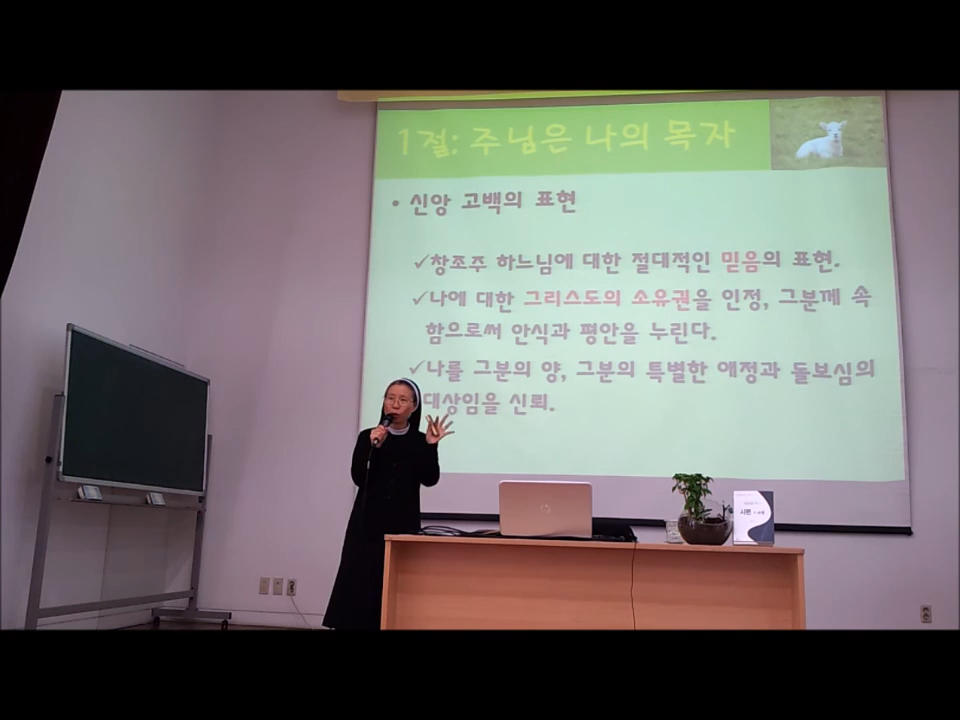 1절: 주님은 나의 목자
• 신앙 고백의 표현
✓창조주 하느님에 대한 절대적인 믿음의 표현.
✓나에 대한 그리스도의 소유권을 인정, 그분께 속
함으로써 안식과 평안을 누린다.
✓나를 그분의 양, 그분의 특별한 애정과 돌보심의
대상임을 신뢰.
hp
시편